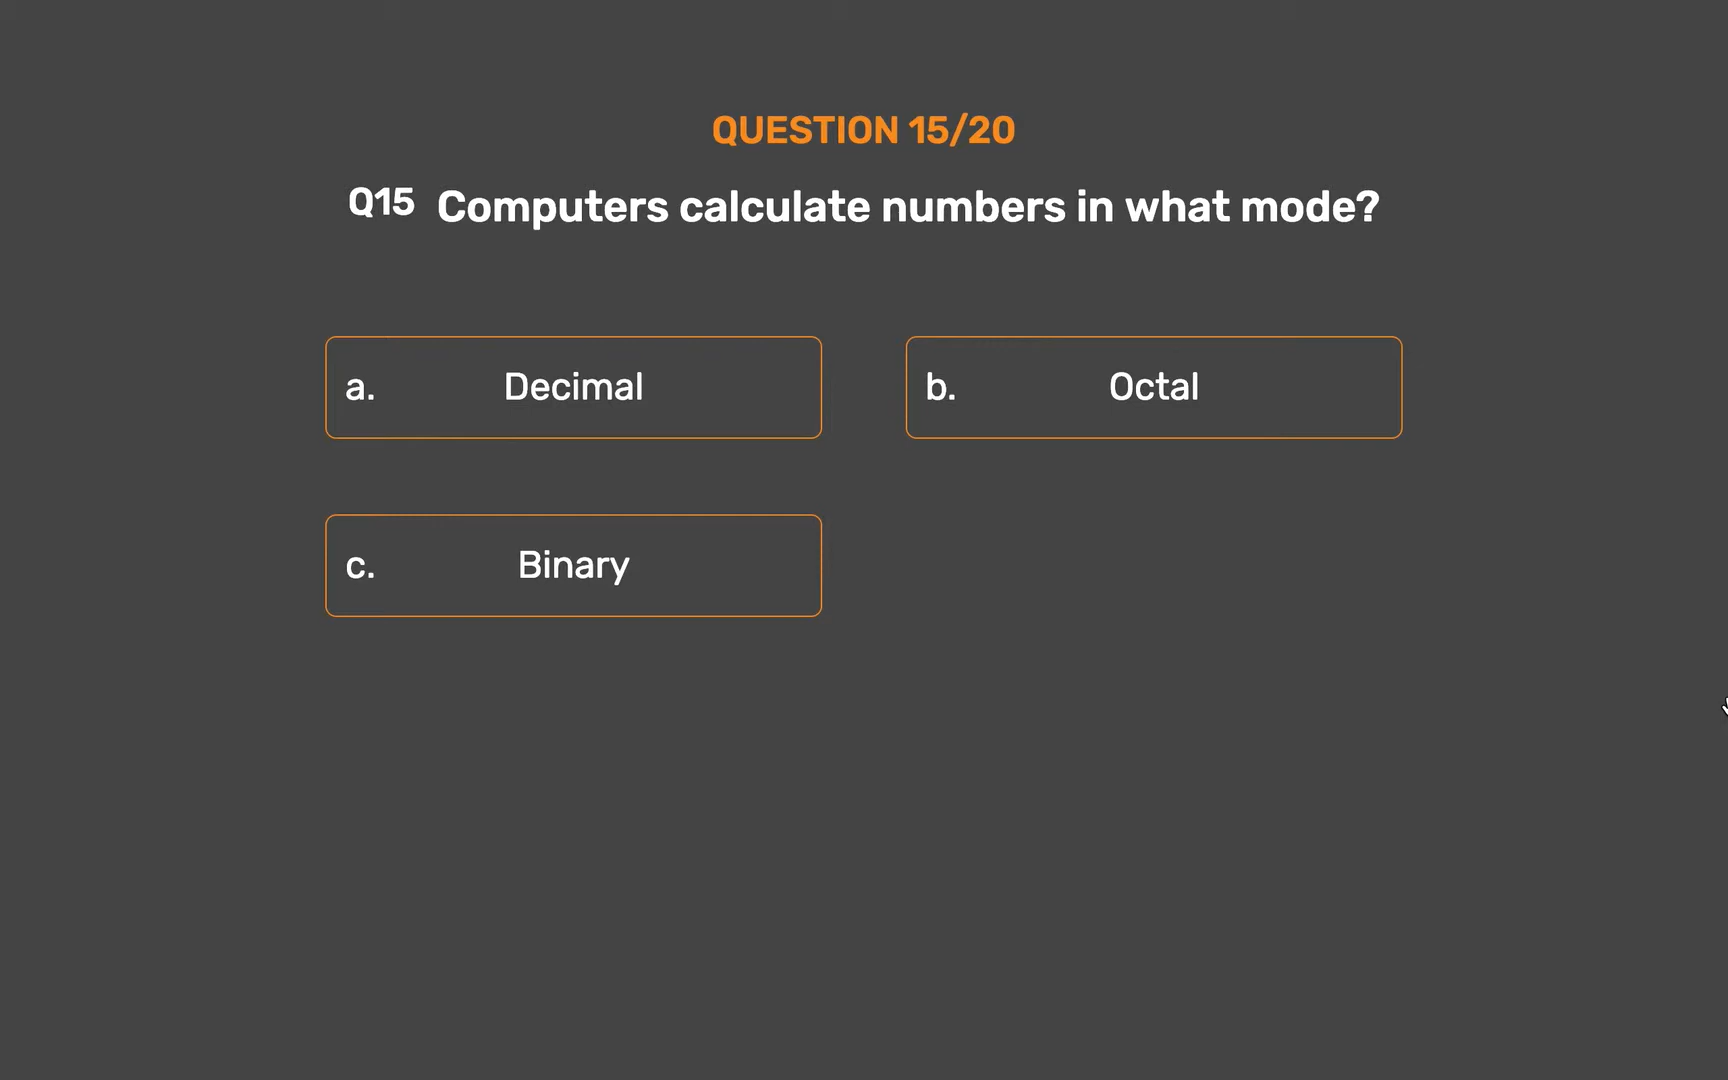 QUESTION 15/20
Q15 Computers calculate numbers in what mode?
a. Decimal
b. Octal
c. Binary